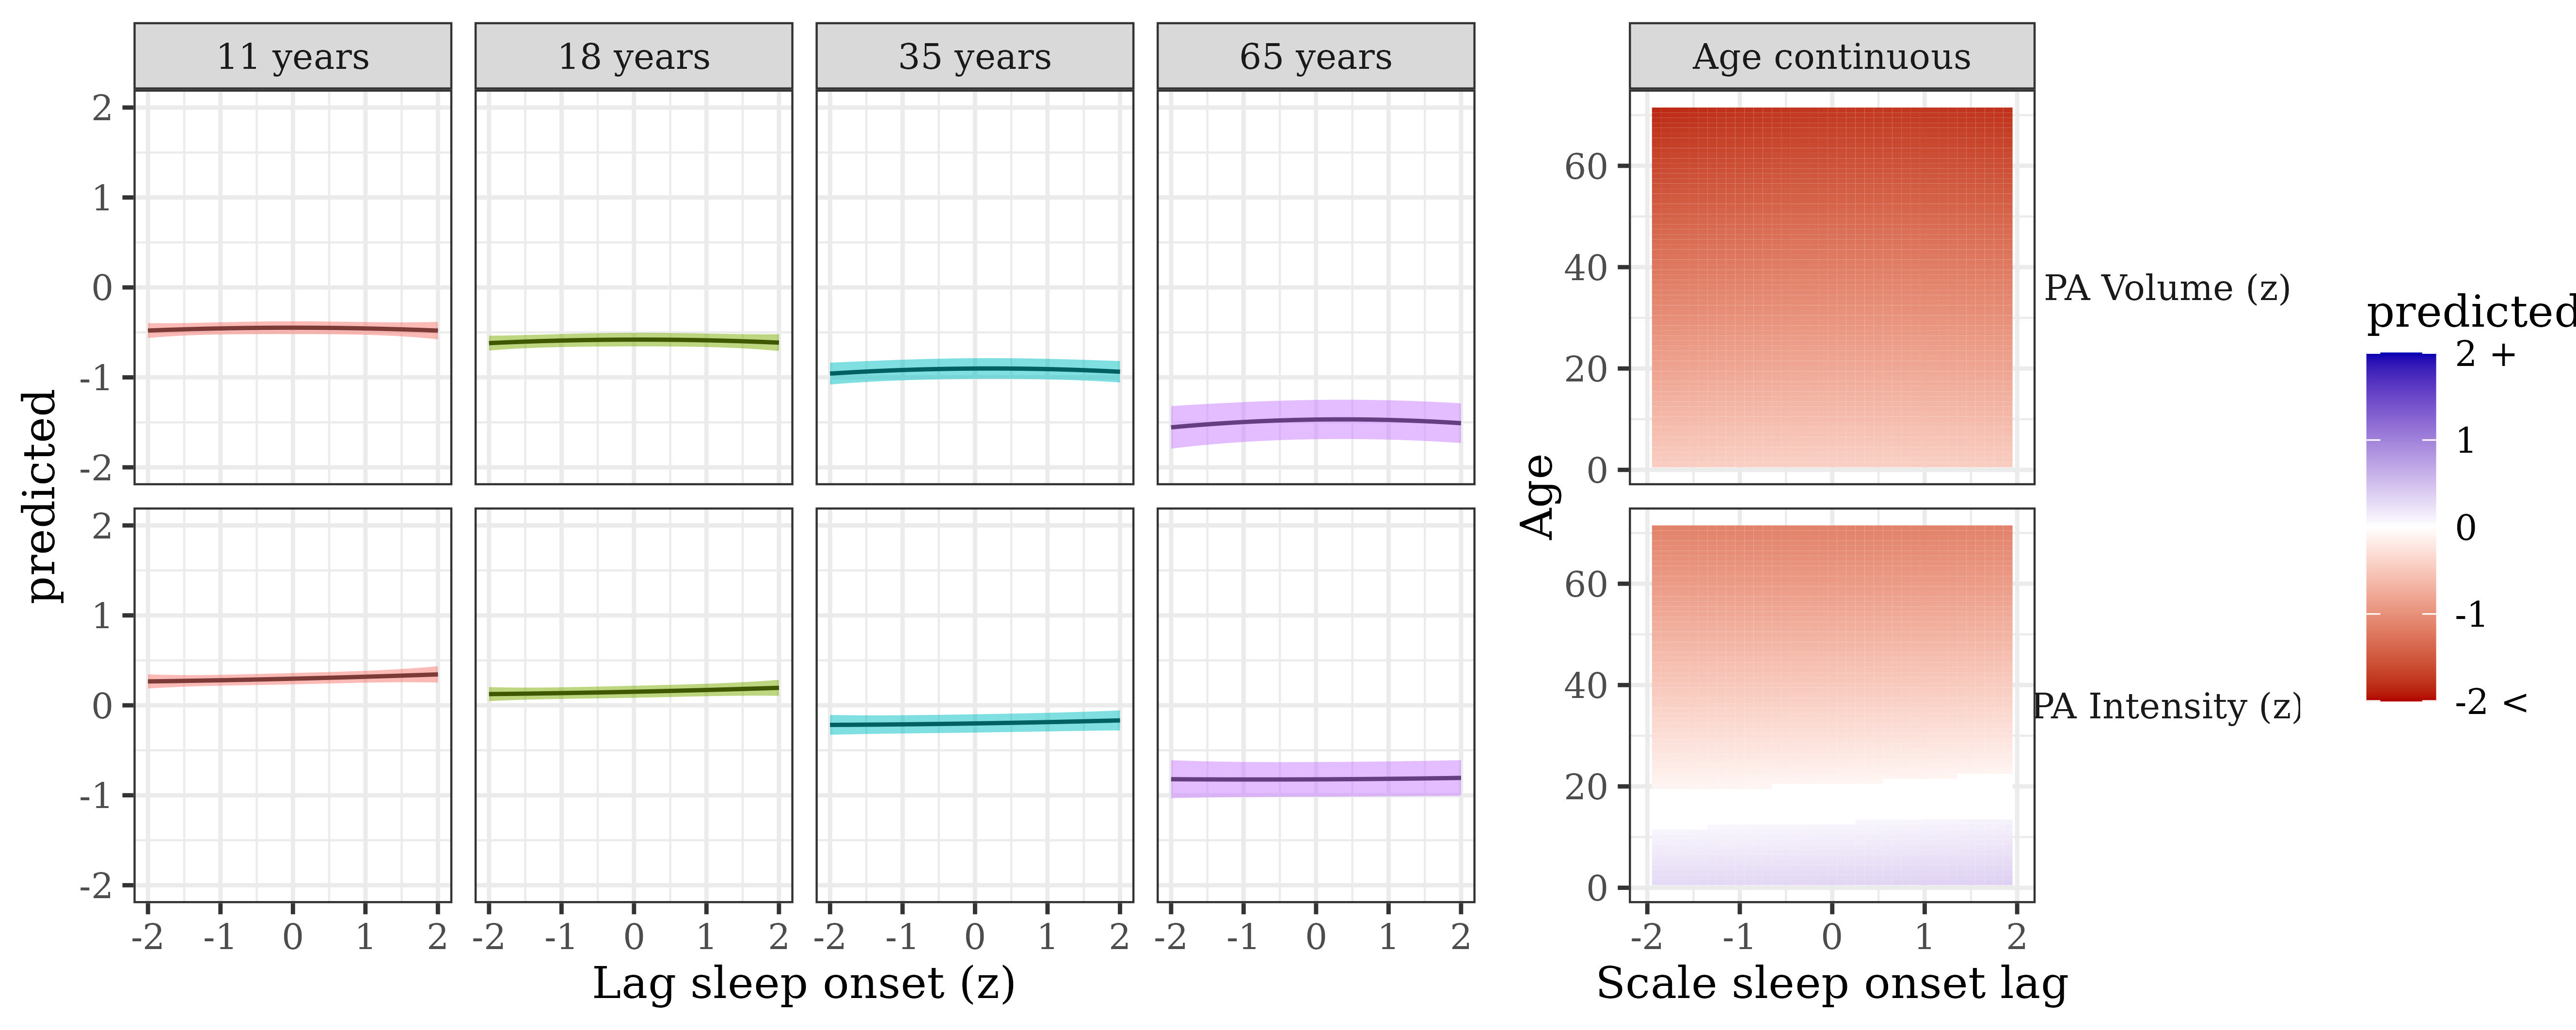 11 years
18 years
35 years
65 years
Age continuous
predicted
2
1
0
-1
-2
2
1
0
-1
-2
-2 -1 0 1 2
-2 -1 0 1 2
-2 -1 0 1 2
-2 -1 0 1 2
Lag sleep onset (z)
Age
60
40
20
0
60
40
20
0
-2 -1 0 1 2
Scale sleep onset lag
PA Volume (z)
PA Intensity (z)
predicted
2 +
1
0
-1
-2 <